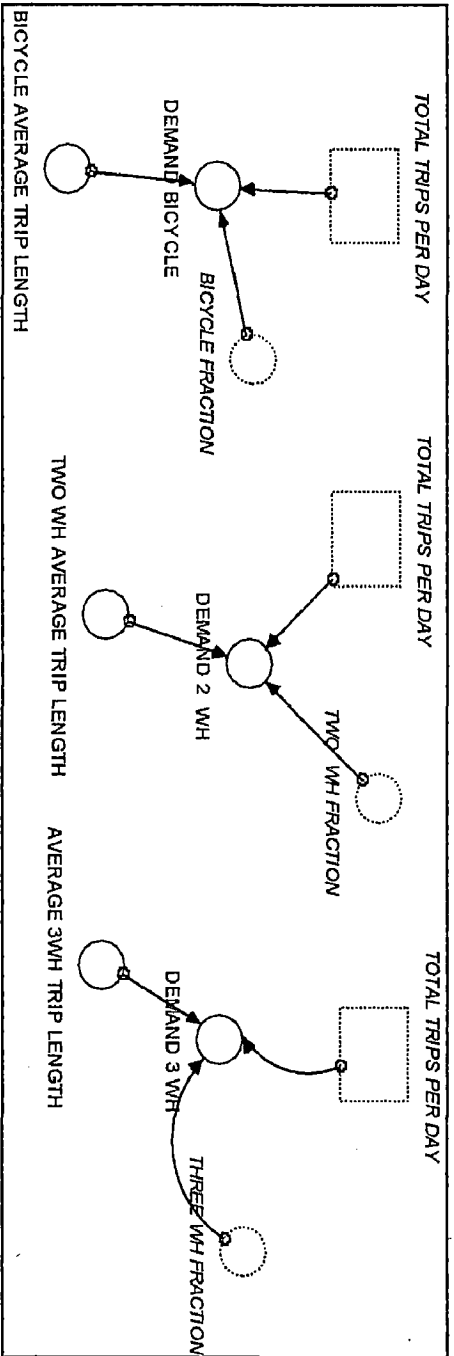 TOTAL TRIPS PER DAY
DEMAND BICYCLE
BICYCLE FRACTION
BICYCLE AVERAGE TRIP LENGTH
TOTAL TRIPS PER DAY
DEMAND 2 WH
TWO WH FRACTION
TWO WH AVERAGE TRIP LENGTH
TOTAL TRIPS PER DAY
DEMAND 3 WH
THREE WH FRACTION
AVERAGE 3WH TRIP LENGTH